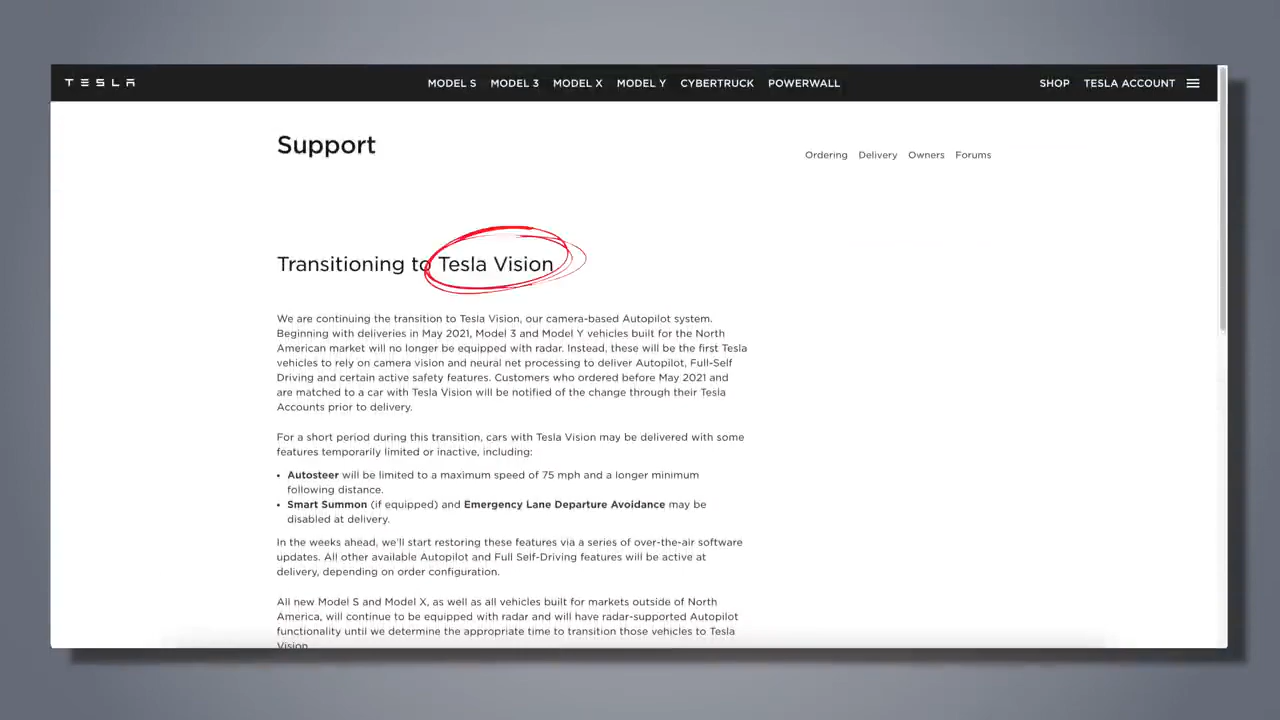 TESLA
MODEL S MODEL 3 MODEL X MODEL Y CYBERTRUCK POWERWALL
SHOP TESLA ACCOUNT
Support
Ordering Delivery Owners Forums
Transitioning to Tesla Vision
We are continuing the transition to Tesla Vision, our camera-based Autopilot system.
Beginning with deliveries in May 2021, Model 3 and Model Y vehicles built for the North
American market will no longer be equipped with radar. Instead, these will be the first Tesla
vehicles to rely on camera vision and neural net processing to deliver Autopilot, Full-Self
Driving and certain active safety features. Customers who ordered before May 2021 and
are matched to a car with Tesla Vision will be notified of the change through their Tesla
Accounts prior to delivery.
For a short period during this transition, cars with Tesla Vision may be delivered with some
features temporarily limited or inactive, including:
• Autosteer will be limited to a maximum speed of 75 mph and a longer minimum
following distance.
• Smart Summon (if equipped) and Emergency Lane Departure Avoidance may be
disabled at delivery.
In the weeks ahead, we'll start restoring these features via a series of over-the-air software
updates. All other available Autopilot and Full Self-Driving features will be active at
delivery, depending on order configuration.
All new Model S and Model X, as well as all vehicles built for markets outside of North
America, will continue to be equipped with radar and will have radar-supported Autopilot
functionality until we determine the appropriate time to transition those vehicles to Tesla
Vision.